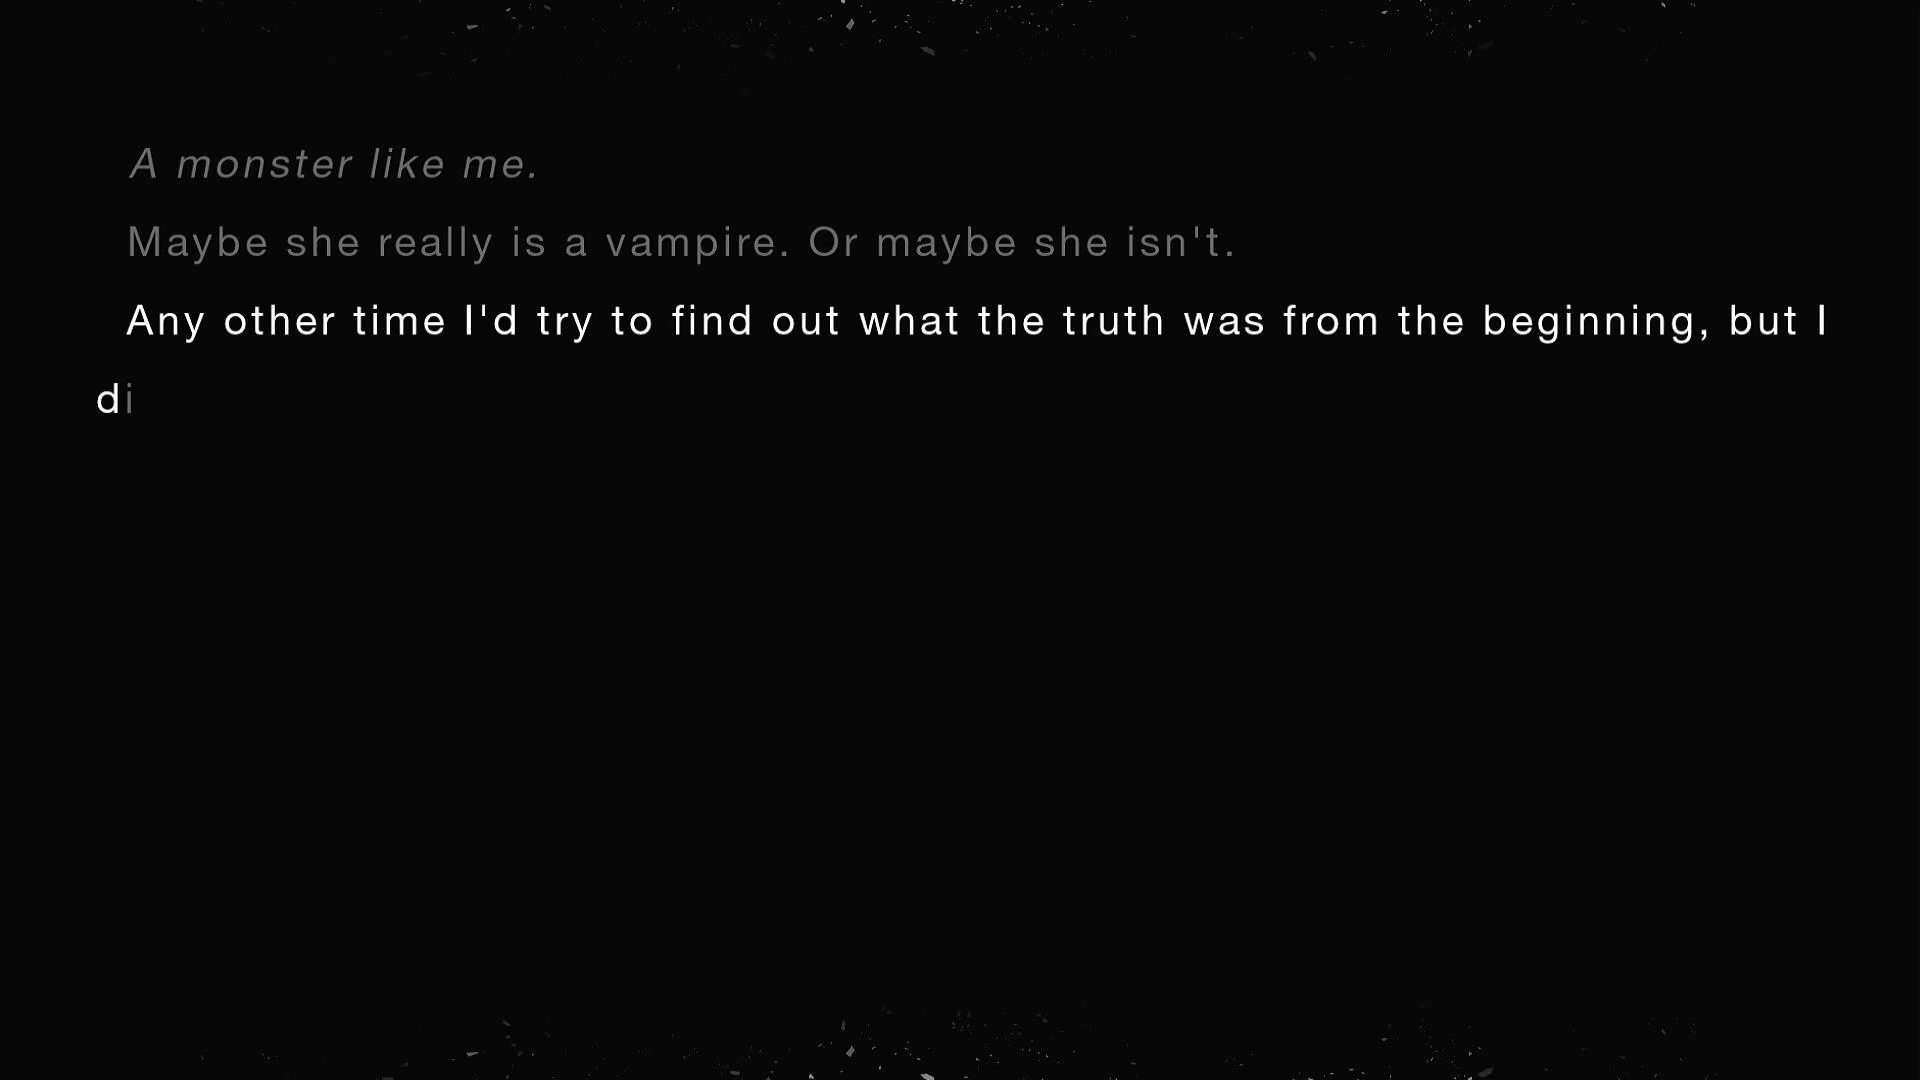 A monster like me.
Maybe she really is a vampire. Or maybe she isn't.
Any other time I'd try to find out what the truth was from the beginning, but I
di